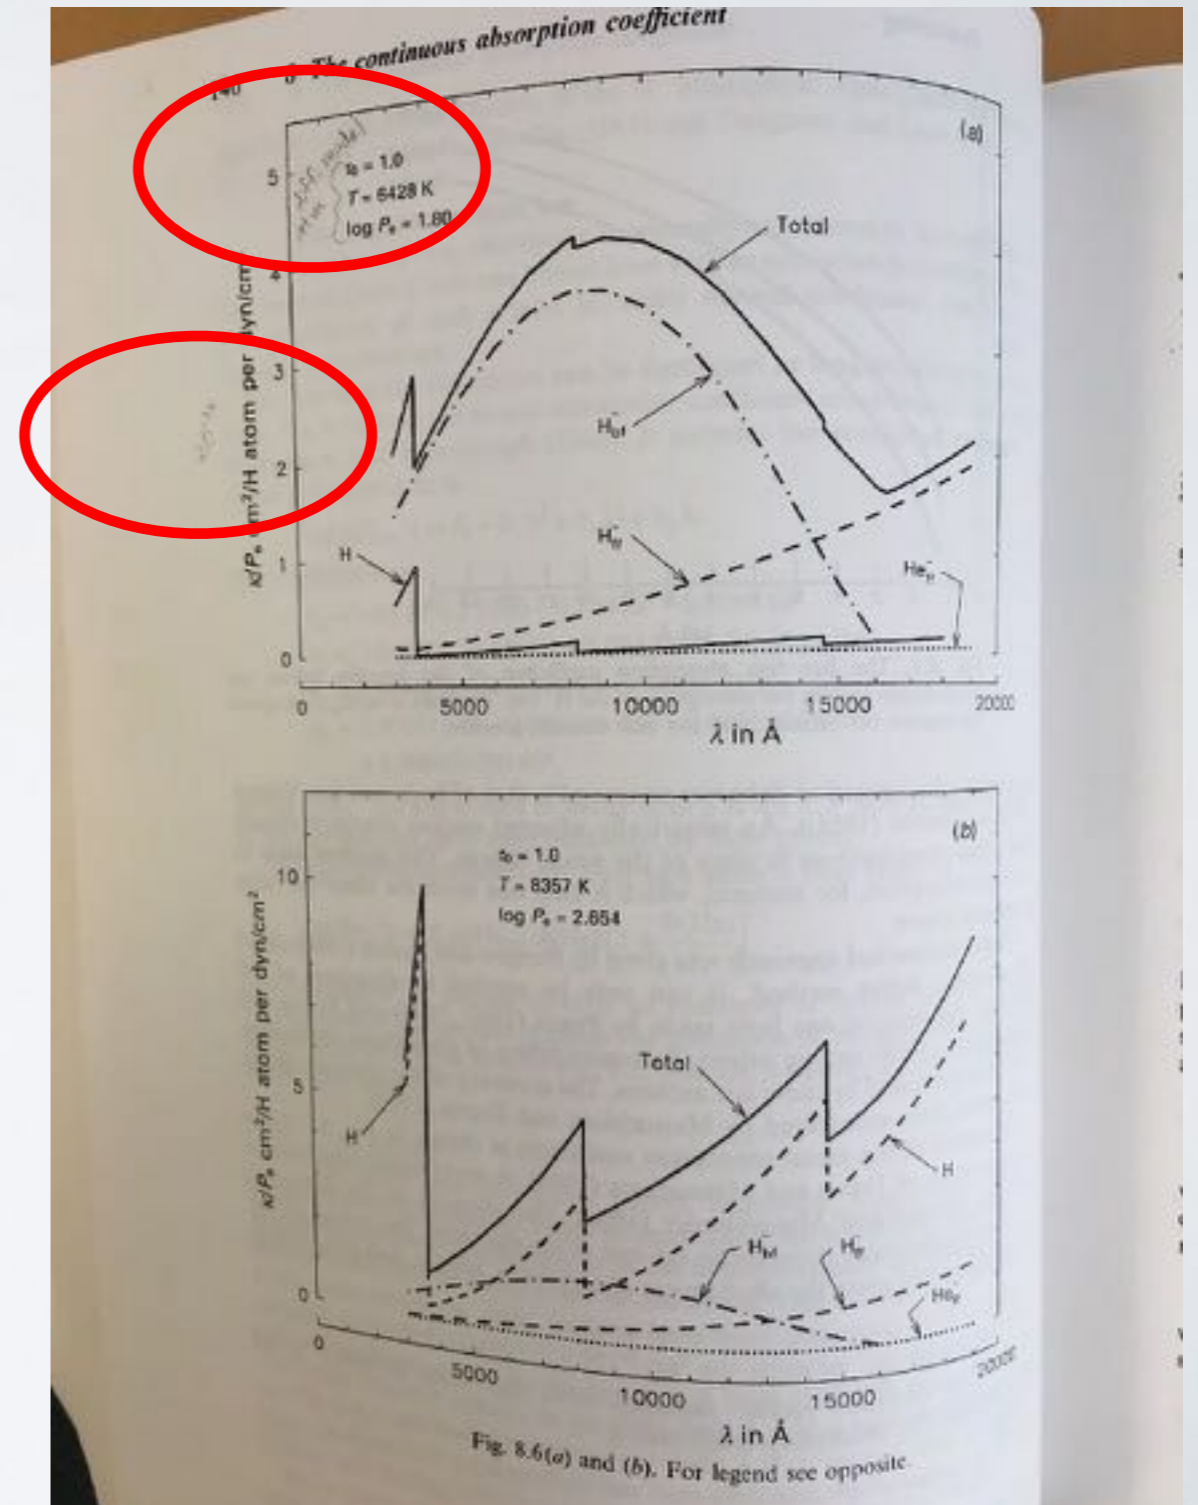 140 8 The continuous absorption coefficient
(a)
τ₀ = 1.0
T = 6428 K
log Pₑ = 1.80
5
4
3
2
1
0
κ/Pₑ cm²/H atom per dyn/cm
Total
H⁻bf
H⁻ff
H
He⁻ff
0 5000 10000 15000 20000
λ in Å
(b)
τ₀ = 1.0
T = 8357 K
log Pₑ = 2.654
10
5
0
κ/Pₑ cm²/H atom per dyn/cm²
Total
H
H
H⁻bf
H⁻ff
He⁻ff
0 5000 10000 15000 20000
λ in Å
Fig. 8.6(a) and (b). For legend see opposite